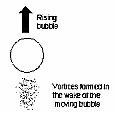 Rising
bubble
Vortices formed in
the wake of the
moving bubble